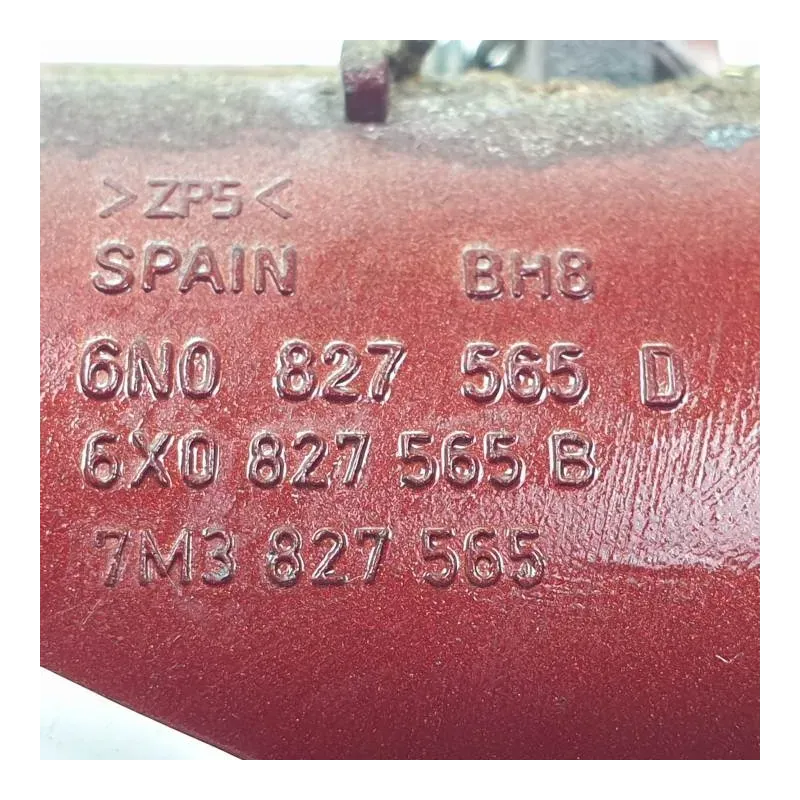 >ZP5<
SPAIN BH8
6N0 827 565 D
6X0 827 565 B
7M3 827 565